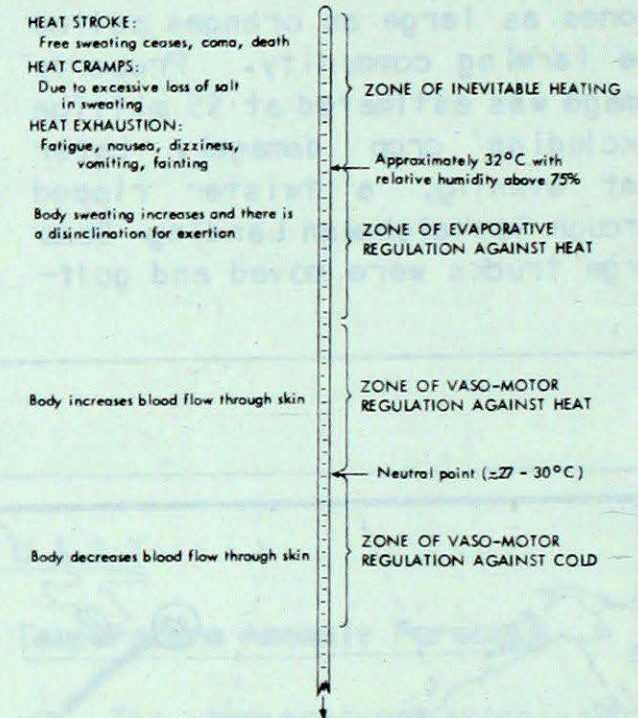 HEAT STROKE:
Free sweating ceases, coma, death
HEAT CRAMPS:
Due to excessive loss of salt
in sweating
HEAT EXHAUSTION:
Fatigue, nausea, dizziness,
vomiting, fainting
ZONE OF INEVITABLE HEATING
Approximately 32°C with
relative humidity above 75%
Body sweating increases and there is
a disinclination for exertion
ZONE OF EVAPORATIVE
REGULATION AGAINST HEAT
Body increases blood flow through skin
ZONE OF VASO-MOTOR
REGULATION AGAINST HEAT
Neutral point (±27 - 30°C)
Body decreases blood flow through skin
ZONE OF VASO-MOTOR
REGULATION AGAINST COLD